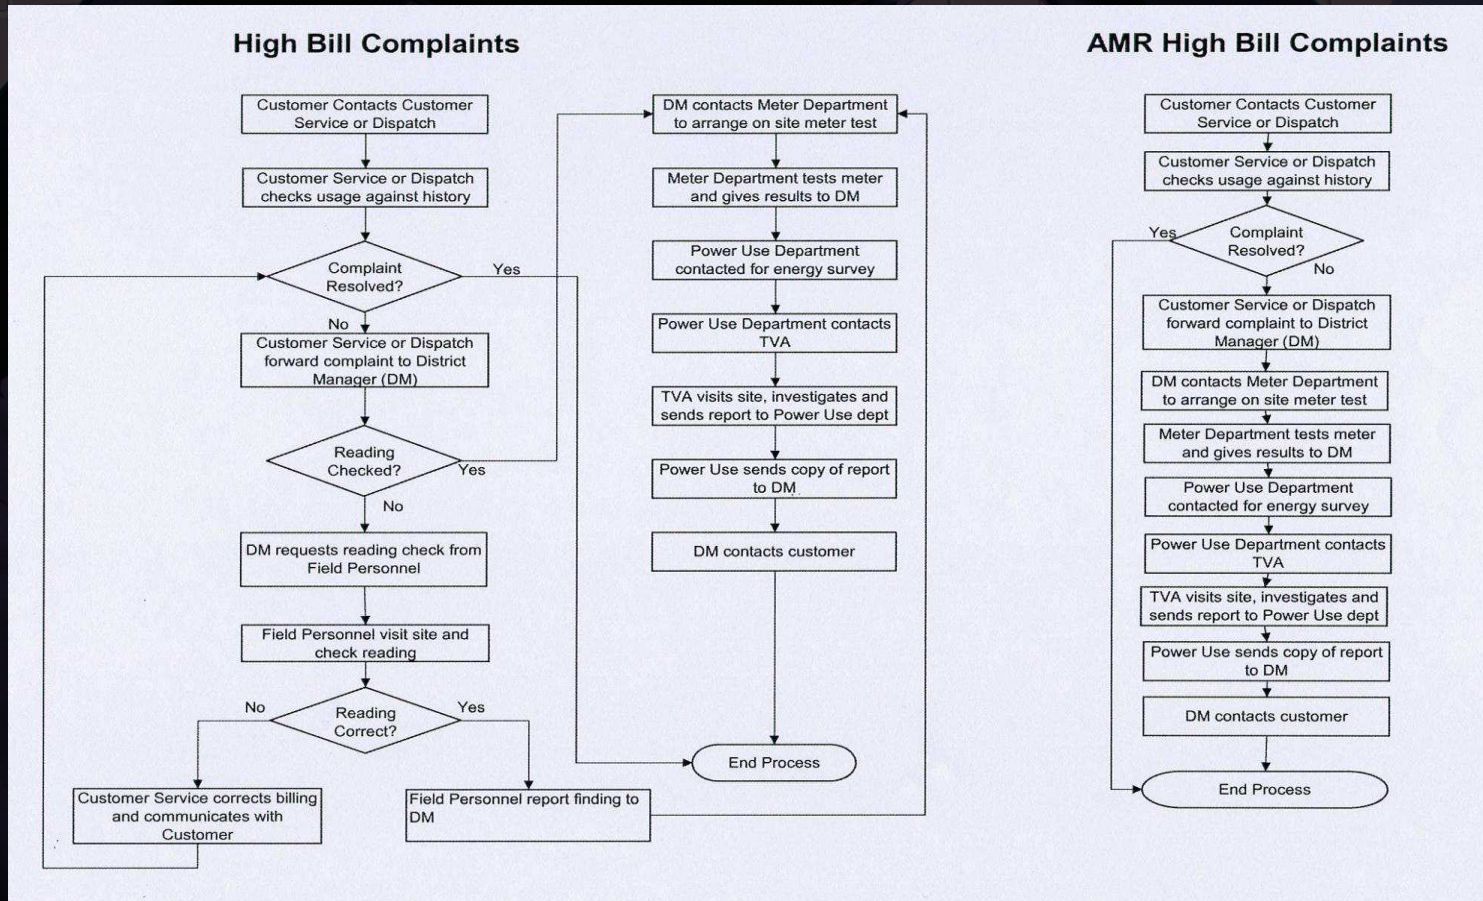 High Bill Complaints
Customer Contacts Customer
Service or Dispatch
Customer Service or Dispatch
checks usage against history
Complaint
Resolved?
Yes
No
Customer Service or Dispatch
forward complaint to District
Manager (DM)
Reading
Checked?
Yes
No
DM requests reading check from
Field Personnel
Field Personnel visit site and
check reading
Reading
Correct?
No
Yes
Customer Service corrects billing
and communicates with
Customer
Field Personnel report finding to
DM
DM contacts Meter Department
to arrange on site meter test
Meter Department tests meter
and gives results to DM
Power Use Department
contacted for energy survey
Power Use Department contacts
TVA
TVA visits site, investigates and
sends report to Power Use dept
Power Use sends copy of report
to DM
DM contacts customer
End Process
AMR High Bill Complaints
Customer Contacts Customer
Service or Dispatch
Customer Service or Dispatch
checks usage against history
Complaint
Resolved?
Yes
No
Customer Service or Dispatch
forward complaint to District
Manager (DM)
DM contacts Meter Department
to arrange on site meter test
Meter Department tests meter
and gives results to DM
Power Use Department
contacted for energy survey
Power Use Department contacts
TVA
TVA visits site, investigates and
sends report to Power Use dept
Power Use sends copy of report
to DM
DM contacts customer
End Process